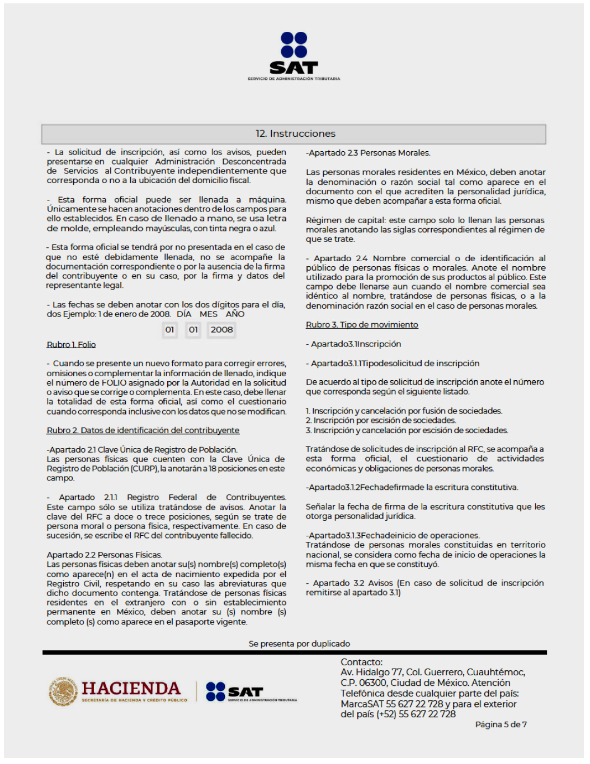 SAT
SERVICIO DE ADMINISTRACIÓN TRIBUTARIA
12. Instrucciones
- La solicitud de inscripción, así como los avisos, pueden
presentarse en cualquier Administración Desconcentrada
de Servicios al Contribuyente independientemente que
corresponda o no a la ubicación del domicilio fiscal.
- Esta forma oficial puede ser llenada a máquina.
Únicamente se hacen anotaciones dentro de los campos para
ello establecidos. En caso de llenado a mano, se usa letra
de molde, empleando mayúsculas, con tinta negra o azul.
- Esta forma oficial se tendrá por no presentada en el caso de
que no esté debidamente llenada, no se acompañe la
documentación correspondiente o por la ausencia de la firma
del contribuyente o en su caso, por la firma y datos del
representante legal.
- Las fechas se deben anotar con los dos dígitos para el día,
dos Ejemplo: 1 de enero de 2008. DÍA MES AÑO
01 01 2008
Rubro 1. Folio
- Cuando se presente un nuevo formato para corregir errores,
omisiones o complementar la información de llenado, indique
el número de FOLIO asignado por la Autoridad en la solicitud
o aviso que se corrige o complementa. En este caso, debe llenar
la totalidad de esta forma oficial, así como el cuestionario
cuando corresponda inclusive con los datos que no se modifican.
Rubro 2. Datos de identificación del contribuyente
-Apartado 2.1 Clave Única de Registro de Población.
Las personas físicas que cuenten con la Clave Única de
Registro de Población (CURP), la anotarán a 18 posiciones en este
campo.
- Apartado 2.1.1 Registro Federal de Contribuyentes.
Este campo sólo se utiliza tratándose de avisos. Anotar la
clave del RFC a doce o trece posiciones, según se trate de
persona moral o persona física, respectivamente. En caso de
sucesión, se escribe el RFC del contribuyente fallecido.
Apartado 2.2 Personas Físicas.
Las personas físicas deben anotar su(s) nombre(s) completo(s)
como aparece(n) en el acta de nacimiento expedida por el
Registro Civil, respetando en su caso las abreviaturas que
dicho documento contenga. Tratándose de personas físicas
residentes en el extranjero con o sin establecimiento
permanente en México, deben anotar su (s) nombre (s)
completo (s) como aparece en el pasaporte vigente.
-Apartado 2.3 Personas Morales.
Las personas morales residentes en México, deben anotar
la denominación o razón social tal como aparece en el
documento con el que acrediten la personalidad jurídica,
mismo que deben acompañar a esta forma oficial.
Régimen de capital: este campo solo lo llenan las personas
morales anotando las siglas correspondientes al régimen de
que se trate.
- Apartado 2.4 Nombre comercial o de identificación al
público de personas físicas o morales. Anote el nombre
utilizado para la promoción de sus productos al público. Este
campo debe llenarse aun cuando el nombre comercial sea
idéntico al nombre, tratándose de personas físicas, o a la
denominación razón social en el caso de personas morales.
Rubro 3. Tipo de movimiento
- Apartado3.1Inscripción
-Apartado3.1.1Tipodesolicitud de inscripción
De acuerdo al tipo de solicitud de inscripción anote el número
que corresponda según el siguiente listado.
1. Inscripción y cancelación por fusión de sociedades.
2. Inscripción por escisión de sociedades.
3. Inscripción y cancelación por escisión de sociedades.
Tratándose de solicitudes de inscripción al RFC, se acompaña a
esta forma oficial, el cuestionario de actividades
económicas y obligaciones de personas morales.
-Apartado3.1.2Fechadefirmade la escritura constitutiva.
Señalar la fecha de firma de la escritura constitutiva que les
otorga personalidad jurídica.
-Apartado3.1.3Fechadeinicio de operaciones.
Tratándose de personas morales constituidas en territorio
nacional, se considera como fecha de inicio de operaciones la
misma fecha en que se constituyó.
- Apartado 3.2 Avisos (En caso de solicitud de inscripción
remitirse al apartado 3.1)
Se presenta por duplicado
HACIENDA
SECRETARÍA DE HACIENDA Y CRÉDITO PÚBLICO
SAT
SERVICIO DE ADMINISTRACIÓN TRIBUTARIA
Contacto:
Av. Hidalgo 77, Col. Guerrero, Cuauhtémoc,
C.P. 06300, Ciudad de México. Atención
Telefónica desde cualquier parte del país:
MarcaSAT 55 627 22 728 y para el exterior
del país (+52) 55 627 22 728
Página 5 de 7